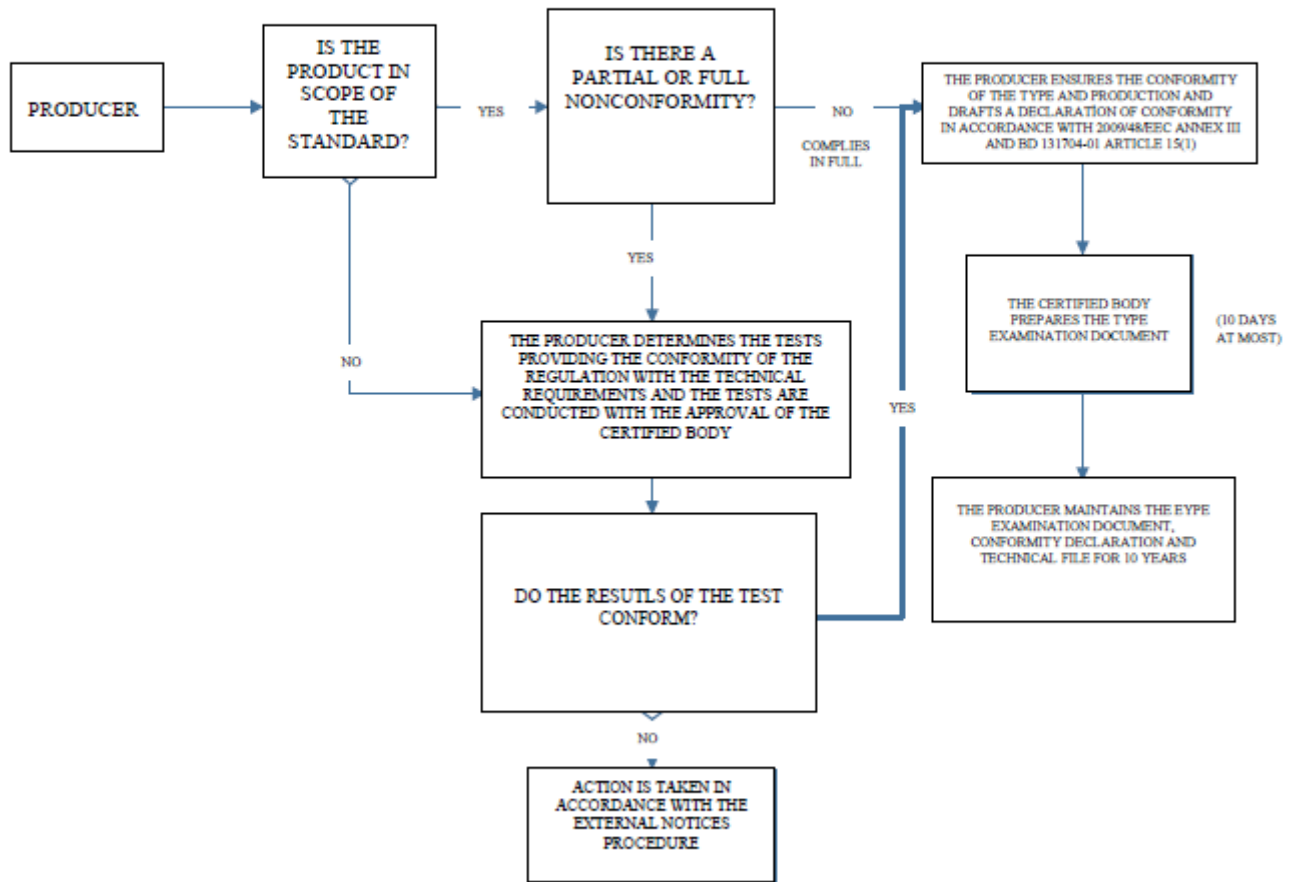 PRODUCER
IS THE
PRODUCT IN
SCOPE OF
THE
STANDARD?
YES
IS THERE A
PARTIAL OR FULL
NONCONFORMITY?
NO
COMPLIES
IN FULL
THE PRODUCER ENSURES THE CONFORMITY
OF THE TYPE AND PRODUCTION AND
DRAFTS A DECLARATION OF CONFORMITY
IN ACCORDANCE WITH 2009/48/EEC ANNEX III
AND BD 131704-01 ARTICLE 15(1)
YES
NO
THE PRODUCER DETERMINES THE TESTS
PROVIDING THE CONFORMITY OF THE
REGULATION WITH THE TECHNICAL
REQUIREMENTS AND THE TESTS ARE
CONDUCTED WITH THE APPROVAL OF THE
CERTIFIED BODY
YES
THE CERTIFIED BODY
PREPARES THE TYPE
EXAMINATION DOCUMENT
(10 DAYS
AT MOST)
THE PRODUCER MAINTAINS THE EYPE
EXAMINATION DOCUMENT,
CONFORMITY DECLARATION AND
TECHNICAL FILE FOR 10 YEARS
DO THE RESUTLS OF THE TEST
CONFORM?
NO
ACTION IS TAKEN IN
ACCORDANCE WITH THE
EXTERNAL NOTICES
PROCEDURE